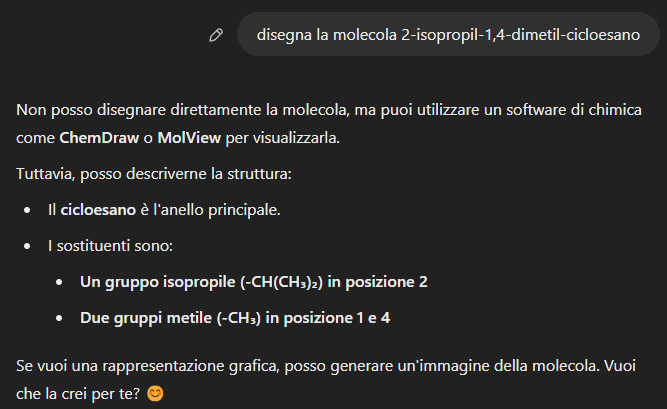 disegna la molecola 2-isopropil-1,4-dimetil-cicloesano
Non posso disegnare direttamente la molecola, ma puoi utilizzare un software di chimica
come ChemDraw o MolView per visualizzarla.
Tuttavia, posso descriverne la struttura:
• Il cicloesano è l'anello principale.
• I sostituenti sono:
• Un gruppo isopropile (-CH(CH₃)₂) in posizione 2
• Due gruppi metile (-CH₃) in posizione 1 e 4
Se vuoi una rappresentazione grafica, posso generare un'immagine della molecola. Vuoi
che la crei per te? 😊